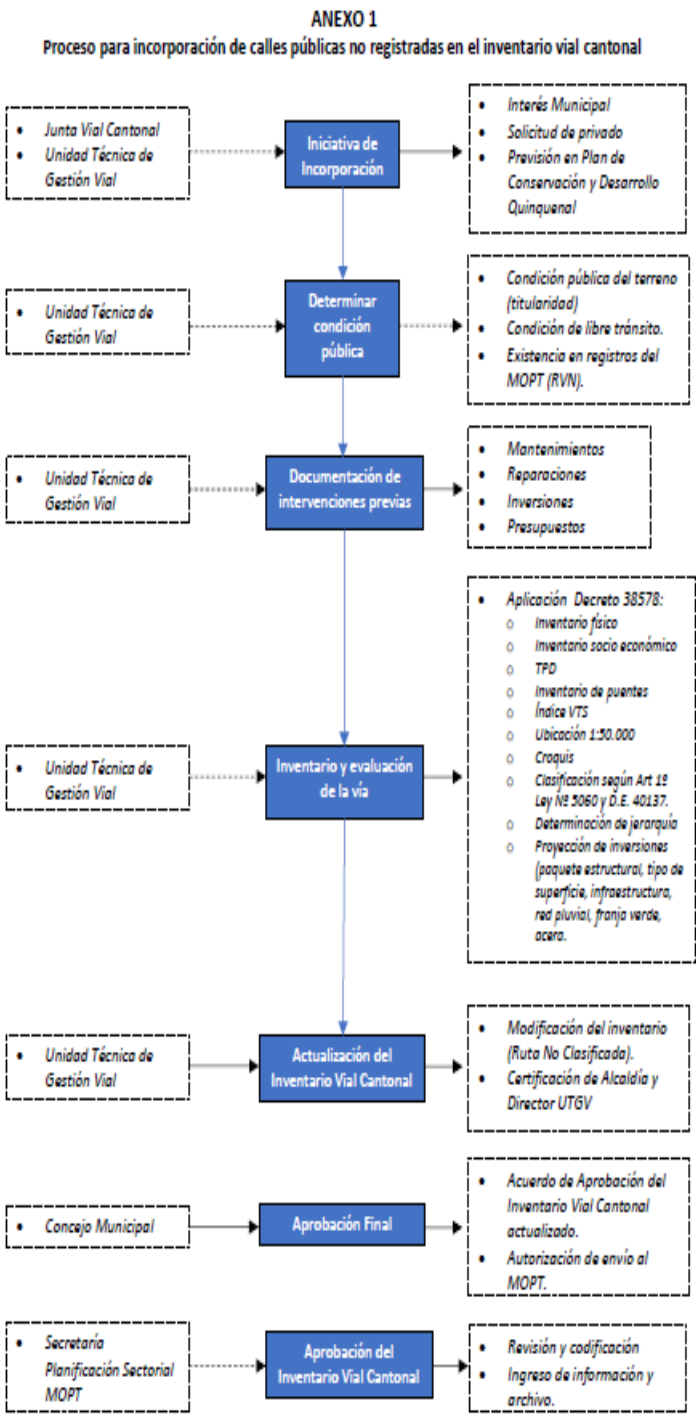 ANEXO 1
Proceso para incorporación de calles públicas no registradas en el inventario vial cantonal
• Junta Vial Cantonal
• Unidad Técnica de
Gestión Vial
Iniciativa de
Incorporación
• Interés Municipal
• Solicitud de privado
• Previsión en Plan de
Conservación y Desarrollo
Quinquenal
• Unidad Técnica de
Gestión Vial
Determinar
condición
pública
• Condición pública del terreno
(titularidad)
• Condición de libre tránsito.
• Existencia en registros del
MOPT (RVN).
• Unidad Técnica de
Gestión Vial
Documentación de
intervenciones previas
• Mantenimientos
• Reparaciones
• Inversiones
• Presupuestos
• Unidad Técnica de
Gestión Vial
Inventario y evaluación
de la vía
• Aplicación Decreto 38578:
o Inventario físico
o Inventario socio económico
o TPD
o Inventario de puentes
o Índice VTS
o Ubicación 1:50.000
o Croquis
o Clasificación según Art 1º
Ley Nº 5060 y D.E. 40137.
o Determinación de jerarquía
o Proyección de inversiones
(paquete estructural, tipo de
superficie, infraestructura,
red pluvial, franja verde,
acera.
• Unidad Técnica de
Gestión Vial
Actualización del
Inventario Vial Cantonal
• Modificación del inventario
(Ruta No Clasificada).
• Certificación de Alcaldía y
Director UTGV
• Concejo Municipal
Aprobación Final
• Acuerdo de Aprobación del
Inventario Vial Cantonal
actualizado.
• Autorización de envío al
MOPT.
• Secretaría
Planificación Sectorial
MOPT
Aprobación del
Inventario Vial Cantonal
• Revisión y codificación
• Ingreso de información y
archivo.